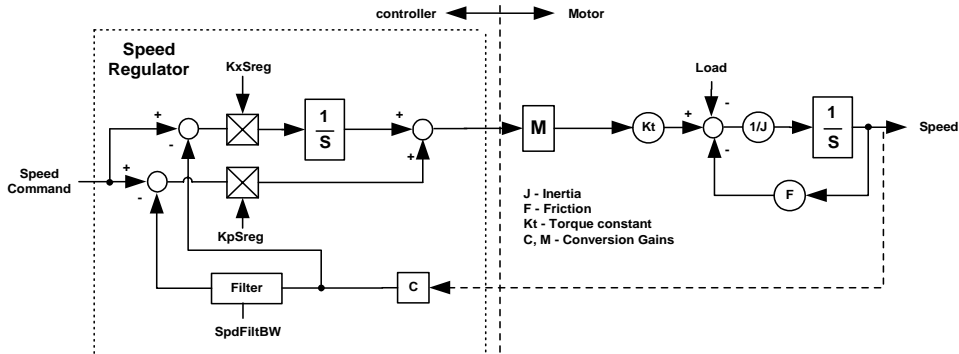 controller
Motor
Speed
Regulator
KxSreg
Load
+
-
1
S
+
+
M
Kt
+
-
-
1/J
1
S
Speed
Speed
Command
+
-
KpSreg
F
J - Inertia
F - Friction
Kt - Torque constant
C, M - Conversion Gains
Filter
C
SpdFiltBW